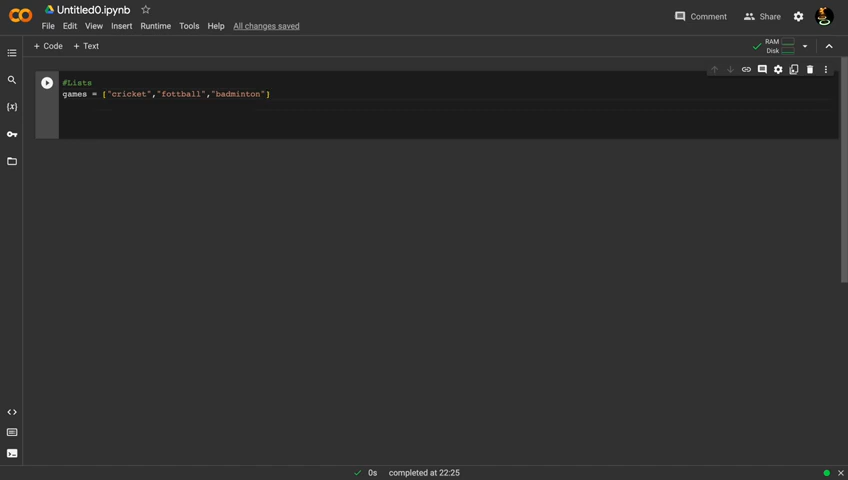 Untitled0.ipynb
File Edit View Insert Runtime Tools Help All changes saved
Comment
Share
+ Code + Text
RAM
Disk
{x}
#Lists
games = ["cricket","fottball","badminton"]
0s completed at 22:25